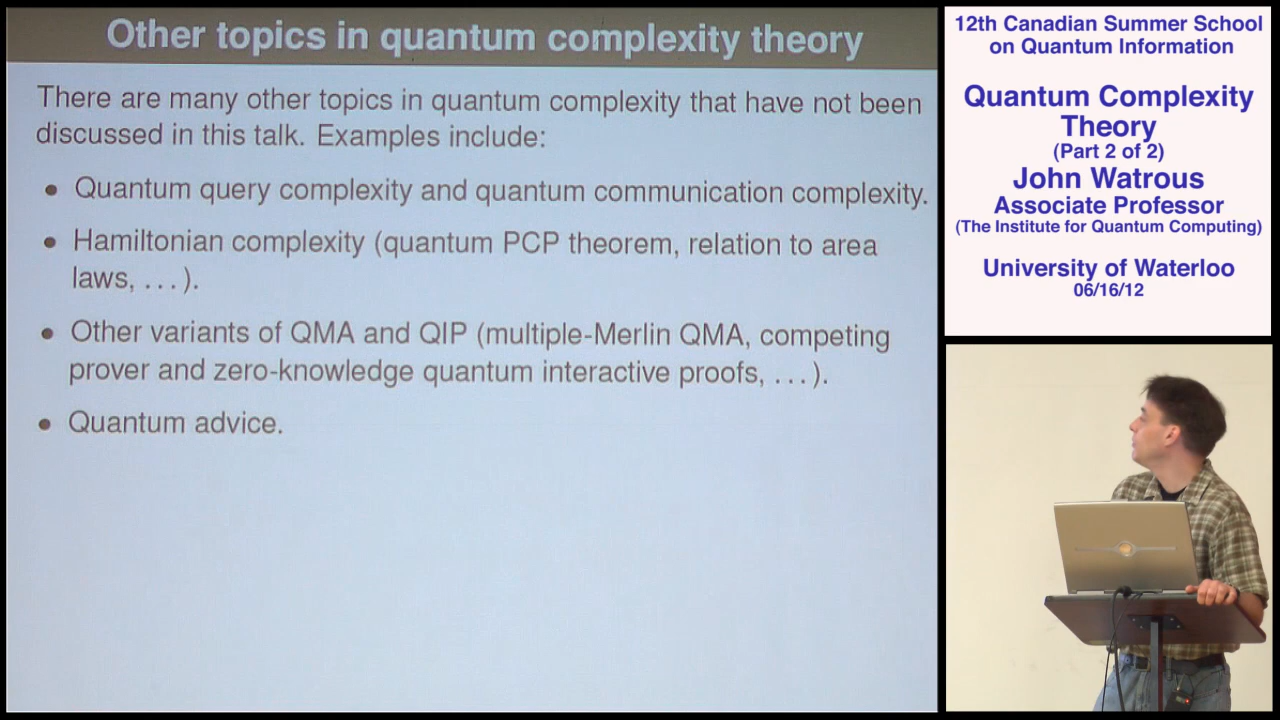 Other topics in quantum complexity theory
There are many other topics in quantum complexity that have not been
discussed in this talk. Examples include:
• Quantum query complexity and quantum communication complexity.
• Hamiltonian complexity (quantum PCP theorem, relation to area
laws, ...).
• Other variants of QMA and QIP (multiple-Merlin QMA, competing
prover and zero-knowledge quantum interactive proofs, ...).
• Quantum advice.
12th Canadian Summer School
on Quantum Information
Quantum Complexity
Theory
(Part 2 of 2)
John Watrous
Associate Professor
(The Institute for Quantum Computing)
University of Waterloo
06/16/12